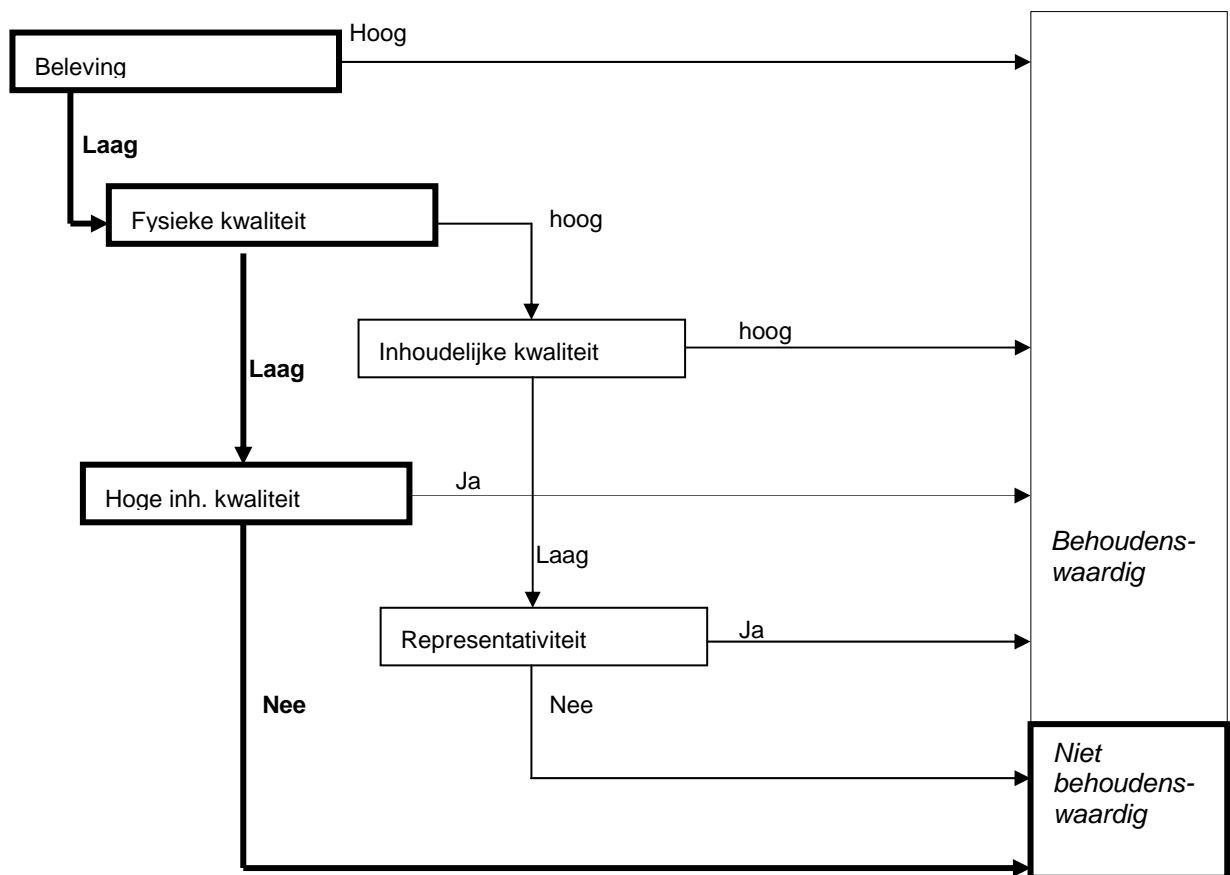 Hoog
Beleving
Laag
Fysieke kwaliteit
hoog
Inhoudelijke kwaliteit
hoog
Laag
Hoge inh. kwaliteit
Ja
Laag
Behoudens-
waardig
Representativiteit
Ja
Nee
Nee
Niet
behoudens-
waardig